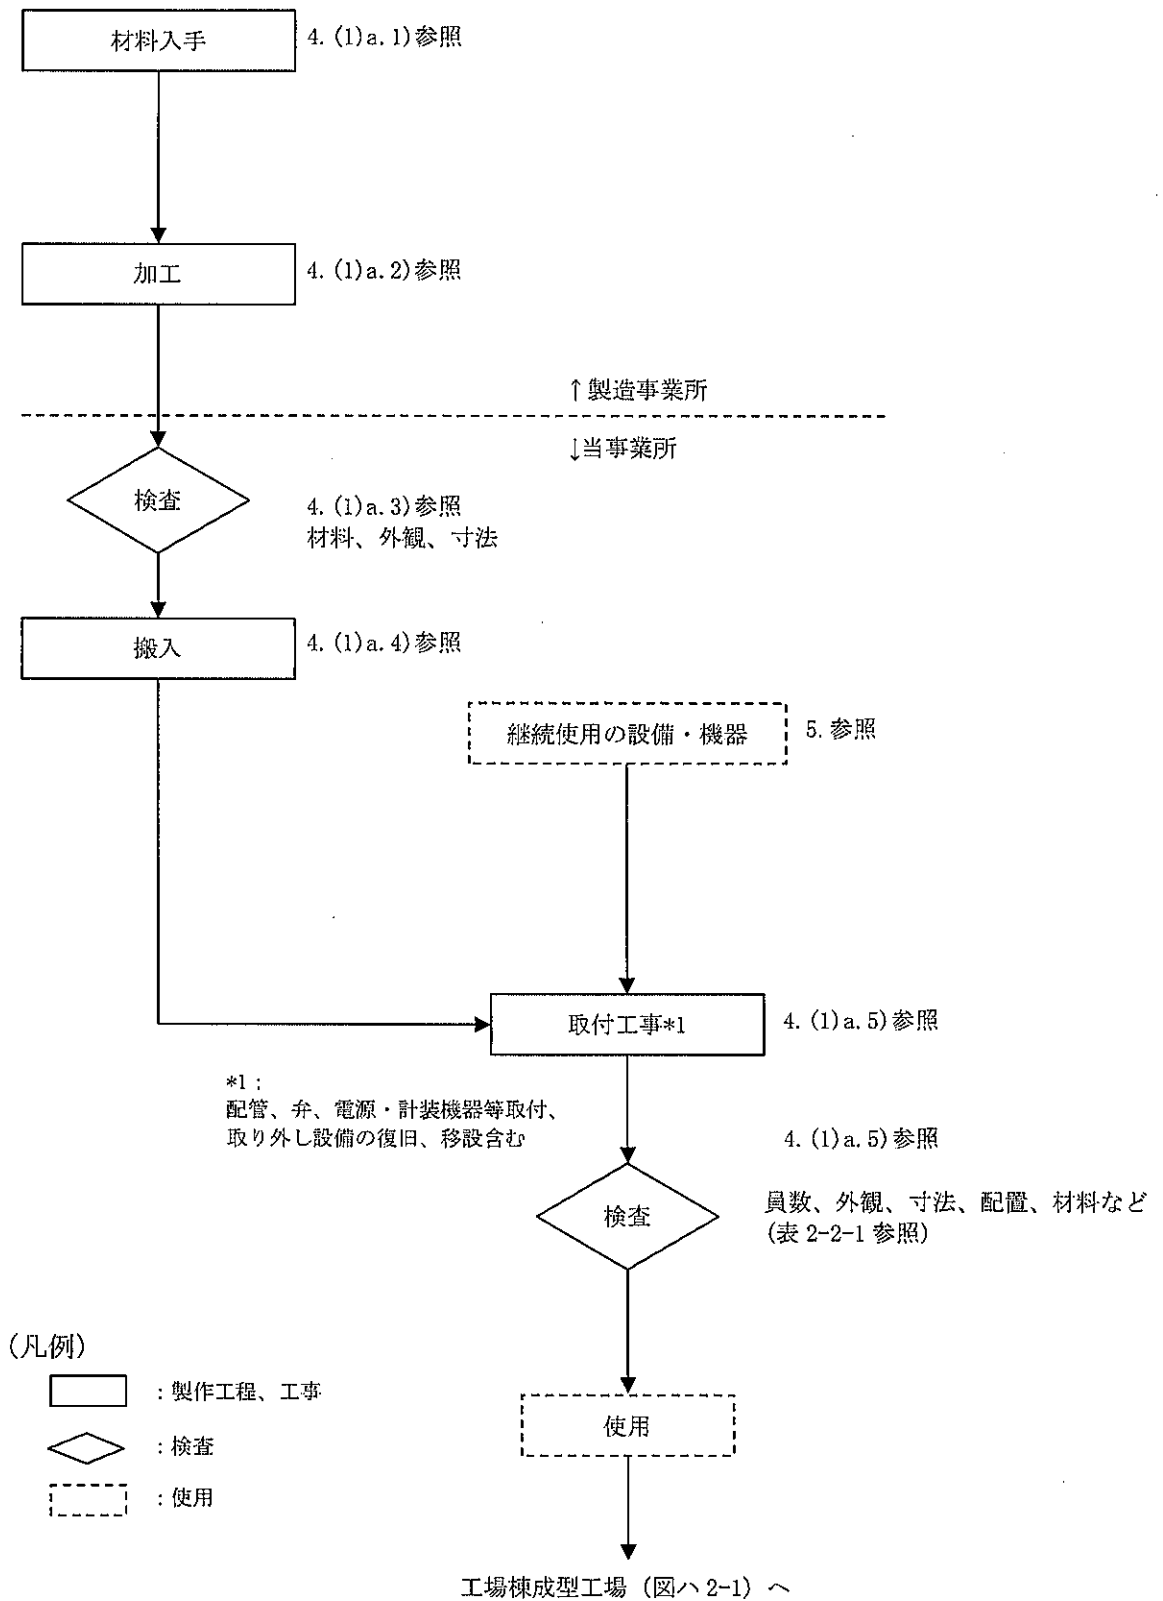 材料入手
4. (1)a. 1)参照
加工
4. (1)a. 2)参照
↑製造事業所
↓当事業所
検査
4. (1)a. 3)参照
材料、外観、寸法
搬入
4. (1)a. 4)参照
継続使用の設備・機器
5. 参照
取付工事*1
4. (1)a. 5)参照
*1：
配管、弁、電源・計装機器等取付、
取り外し設備の復旧、移設含む
4. (1)a. 5)参照
検査
員数、外観、寸法、配置、材料など
(表 2-2-1 参照)
(凡例)
：製作工程、工事
：検査
：使用
使用
工場棟成型工場 (図ハ 2-1) へ